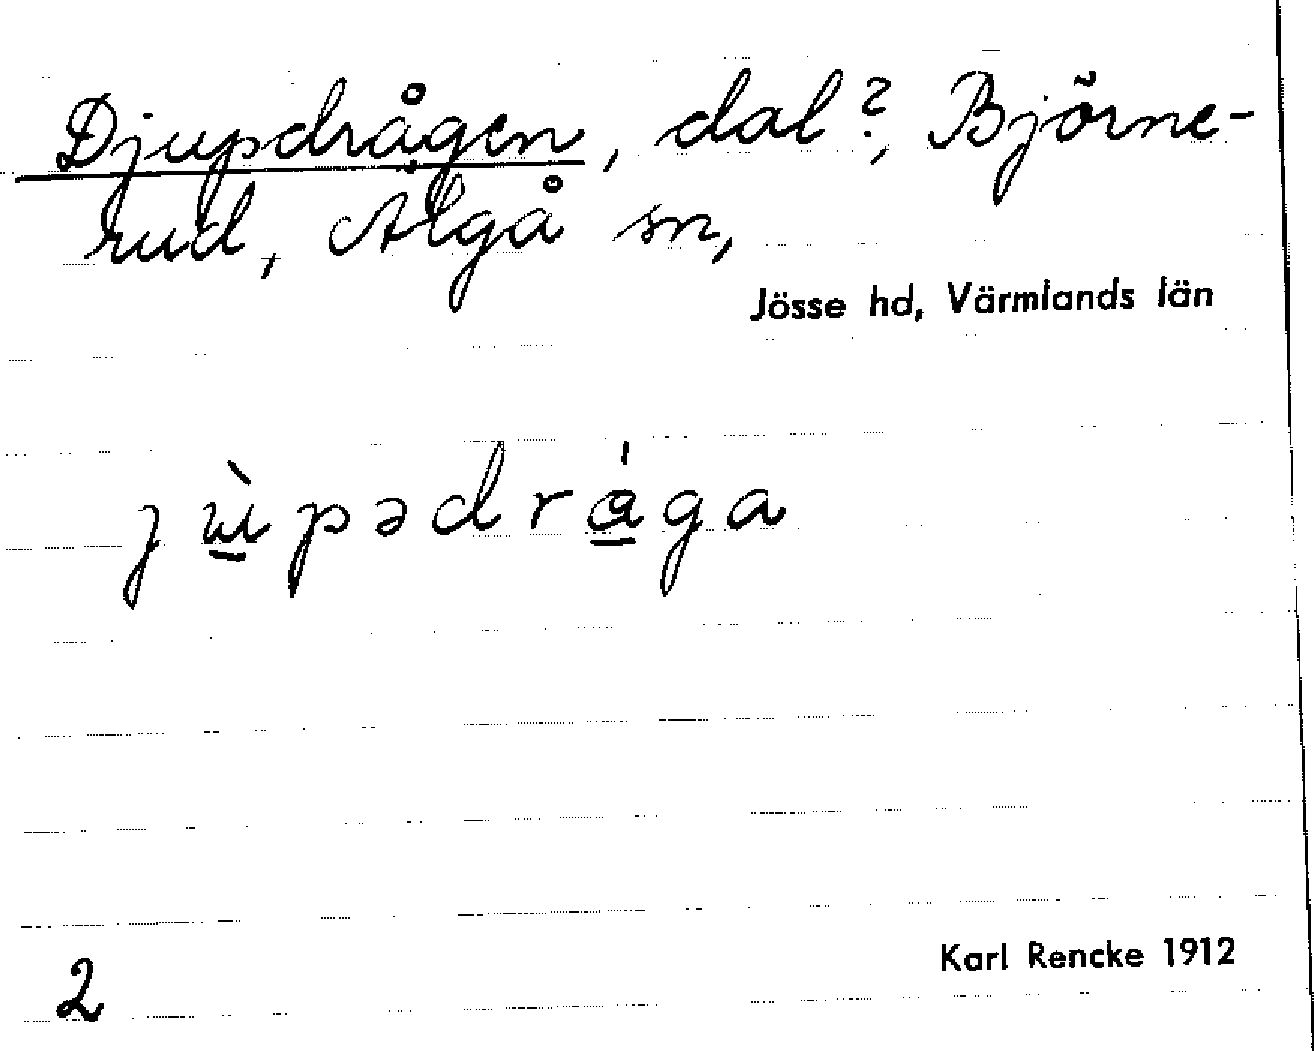 Djupdrågen, dal?, Björne-
rud, Älgå sn,
Jösse hd, Värmlands län
jùpədrága
Karl Rencke 1912
2